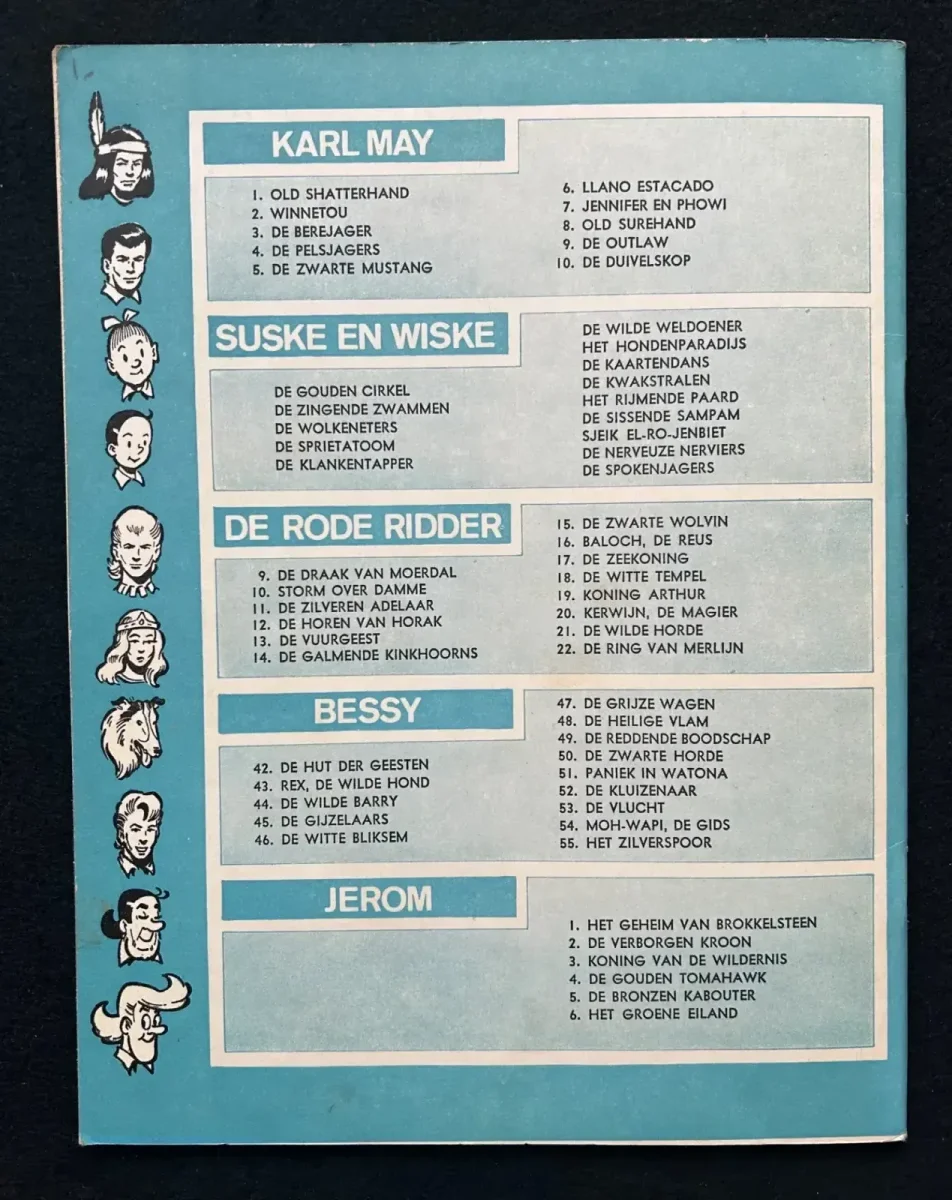 1.
KARL MAY
1. OLD SHATTERHAND
2. WINNETOU
3. DE BEREJAGER
4. DE PELSJAGERS
5. DE ZWARTE MUSTANG
6. LLANO ESTACADO
7. JENNIFER EN PHOWI
8. OLD SUREHAND
9. DE OUTLAW
10. DE DUIVELSKOP
SUSKE EN WISKE
DE GOUDEN CIRKEL
DE ZINGENDE ZWAMMEN
DE WOLKENETERS
DE SPRIETATOOM
DE KLANKENTAPPER
DE WILDE WELDOENER
HET HONDENPARADIJS
DE KAARTENDANS
DE KWAKSTRALEN
HET RIJMENDE PAARD
DE SISSENDE SAMPAM
SJEIK EL-RO-JENBIET
DE NERVEUZE NERVIERS
DE SPOKENJAGERS
DE RODE RIDDER
9. DE DRAAK VAN MOERDAL
10. STORM OVER DAMME
11. DE ZILVEREN ADELAAR
12. DE HOREN VAN HORAK
13. DE VUURGEEST
14. DE GALMENDE KINKHOORNS
15. DE ZWARTE WOLVIN
16. BALOCH, DE REUS
17. DE ZEEKONING
18. DE WITTE TEMPEL
19. KONING ARTHUR
20. KERWIJN, DE MAGIER
21. DE WILDE HORDE
22. DE RING VAN MERLIJN
BESSY
42. DE HUT DER GEESTEN
43. REX, DE WILDE HOND
44. DE WILDE BARRY
45. DE GIJZELAARS
46. DE WITTE BLIKSEM
47. DE GRIJZE WAGEN
48. DE HEILIGE VLAM
49. DE REDDENDE BOODSCHAP
50. DE ZWARTE HORDE
51. PANIEK IN WATONA
52. DE KLUIZENAAR
53. DE VLUCHT
54. MOH-WAPI, DE GIDS
55. HET ZILVERSPOOR
JEROM
1. HET GEHEIM VAN BROKKELSTEEN
2. DE VERBORGEN KROON
3. KONING VAN DE WILDERNIS
4. DE GOUDEN TOMAHAWK
5. DE BRONZEN KABOUTER
6. HET GROENE EILAND